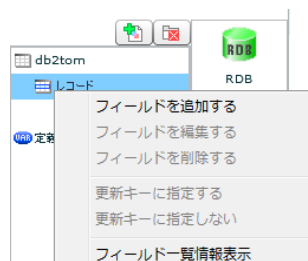 RDB
db2tom
RDB
レコード
フィールドを追加する
VAR 定
フィールドを編集する
フィールドを削除する
更新キーに指定する
更新キーに指定しない
フィールド一覧情報表示